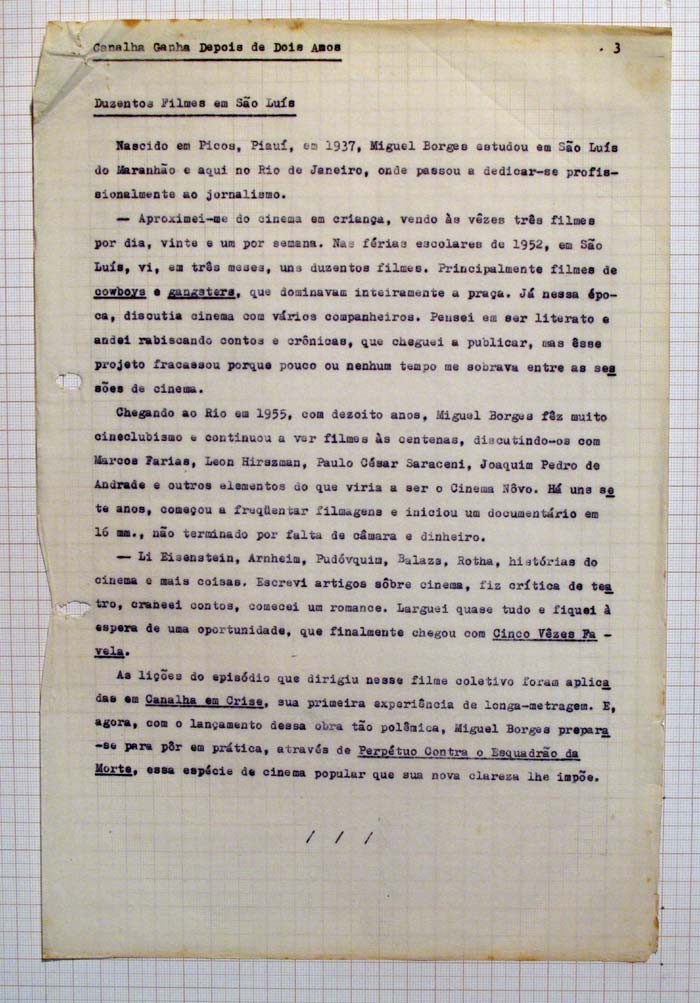 Canalha Ganha Depois de Dois Anos . 3
Duzentos Filmes em São Luís
Nascido em Picos, Piauí, em 1937, Miguel Borges estudou em São Luís
do Maranhão e aqui no Rio de Janeiro, onde passou a dedicar-se profis-
sionalmente ao jornalismo.
— Aproximei-me do cinema em criança, vendo às vêzes três filmes
por dia, vinte e um por semana. Nas férias escolares de 1952, em São
Luís, vi, em três meses, uns duzentos filmes. Principalmente filmes de
cowboys e gangsters, que dominavam inteiramente a praça. Já nessa épo-
ca, discutia cinema com vários companheiros. Pensei em ser literato e
andei rabiscando contos e crônicas, que cheguei a publicar, mas êsse
projeto fracassou porque pouco ou nenhum tempo me sobrava entre as ses
sões de cinema.
Chegando ao Rio em 1955, com dezoito anos, Miguel Borges fêz muito
cineclubismo e continuou a ver filmes às centenas, discutindo-os com
Marcos Farias, Leon Hirszman, Paulo César Saraceni, Joaquim Pedro de
Andrade e outros elementos do que viria a ser o Cinema Nôvo. Há uns se
te anos, começou a freqüentar filmagens e iniciou um documentário em
16 mm., não terminado por falta de câmara e dinheiro.
— Li Eisenstein, Arnheim, Pudóvquim, Balazs, Rotha, histórias do
cinema e mais coisas. Escrevi artigos sôbre cinema, fiz crítica de tea
tro, craneei contos, comecei um romance. Larguei quase tudo e fiquei à
espera de uma oportunidade, que finalmente chegou com Cinco Vêzes Fa -
vela.
As lições do episódio que dirigiu nesse filme coletivo foram aplica
das em Canalha em Crise, sua primeira experiência de longa-metragem. E,
agora, com o lançamento dessa obra tão polêmica, Miguel Borges prepara
-se para pôr em prática, através de Perpétuo Contra o Esquadrão da
Morte, essa espécie de cinema popular que sua nova clareza lhe impõe.
/ / /